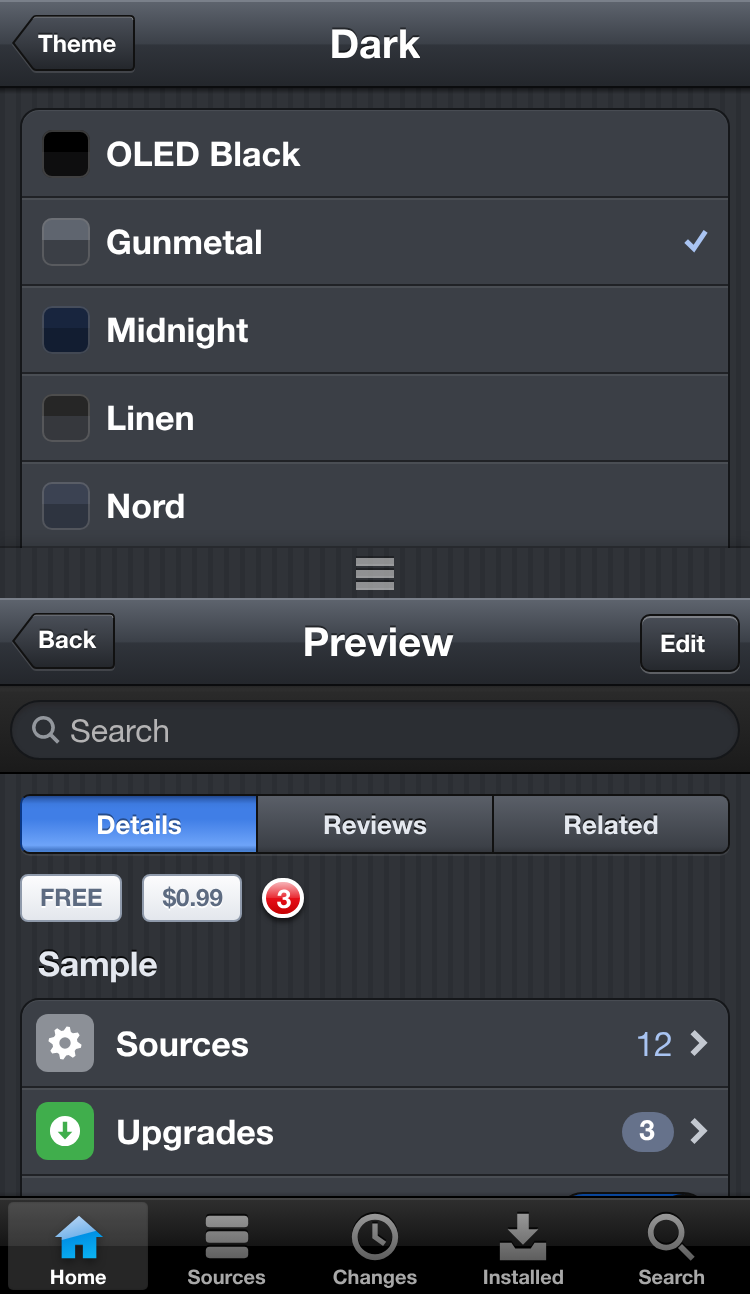 Theme
Dark
OLED Black
Gunmetal
Midnight
Linen
Nord
Back
Preview
Edit
Search
Details
Reviews
Related
FREE
$0.99
3
Sample
Sources
12
Upgrades
3
Home
Sources
Changes
Installed
Search